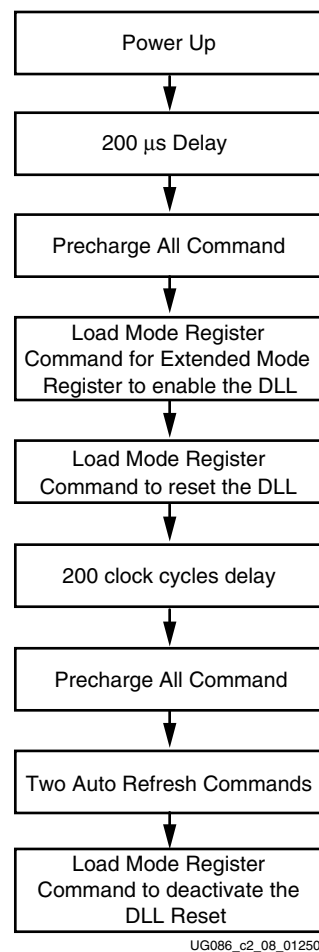 Power Up
200 μs Delay
Precharge All Command
Load Mode Register
Command for Extended Mode
Register to enable the DLL
Load Mode Register
Command to reset the DLL
200 clock cycles delay
Precharge All Command
Two Auto Refresh Commands
Load Mode Register
Command to deactivate the
DLL Reset
UG086_c2_08_01250